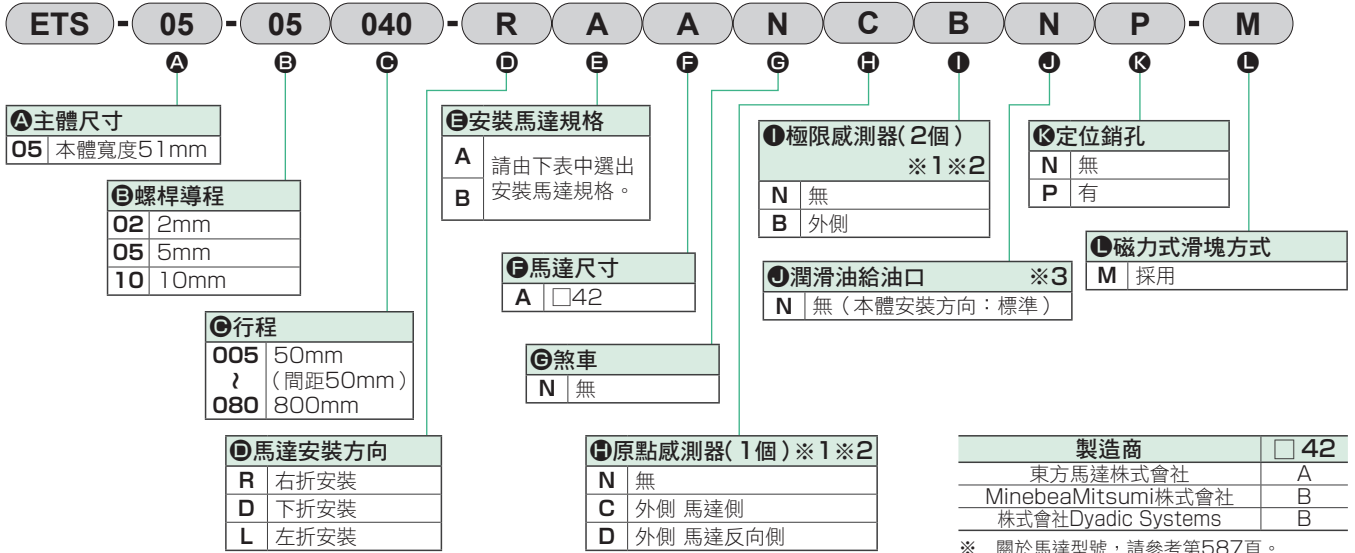 ETS - 05 - 05 040 - R A A N C B N P - M
A B C D E F G H I J K L
A主體尺寸
05 本體寬度51mm
B螺桿導程
02 2mm
05 5mm
10 10mm
C行程
005 50mm
~ (間距50mm)
080 800mm
D馬達安裝方向
R 右折安裝
D 下折安裝
L 左折安裝
E安裝馬達規格
A 請由下表中選出
B 安裝馬達規格。
F馬達尺寸
A □42
G煞車
N 無
H原點感測器(1個)※1※2
N 無
C 外側 馬達側
D 外側 馬達反向側
I極限感測器(2個)
※1※2
N 無
B 外側
J潤滑油給油口 ※3
N 無(本體安裝方向：標準)
K定位銷孔
N 無
P 有
L磁力式滑塊方式
M 採用
製造商 □42
東方馬達株式會社 A
MinebeaMitsumi株式會社 B
株式會社Dyadic Systems B
※ 關於馬達型號，請參考第587頁。